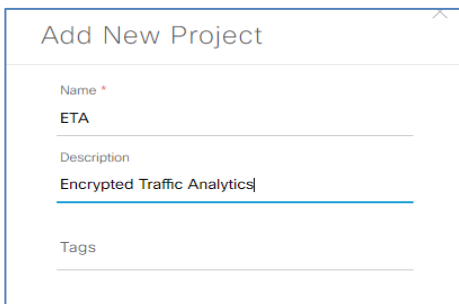 Add New Project
Name *
ETA
Description
Encrypted Traffic Analytics
Tags